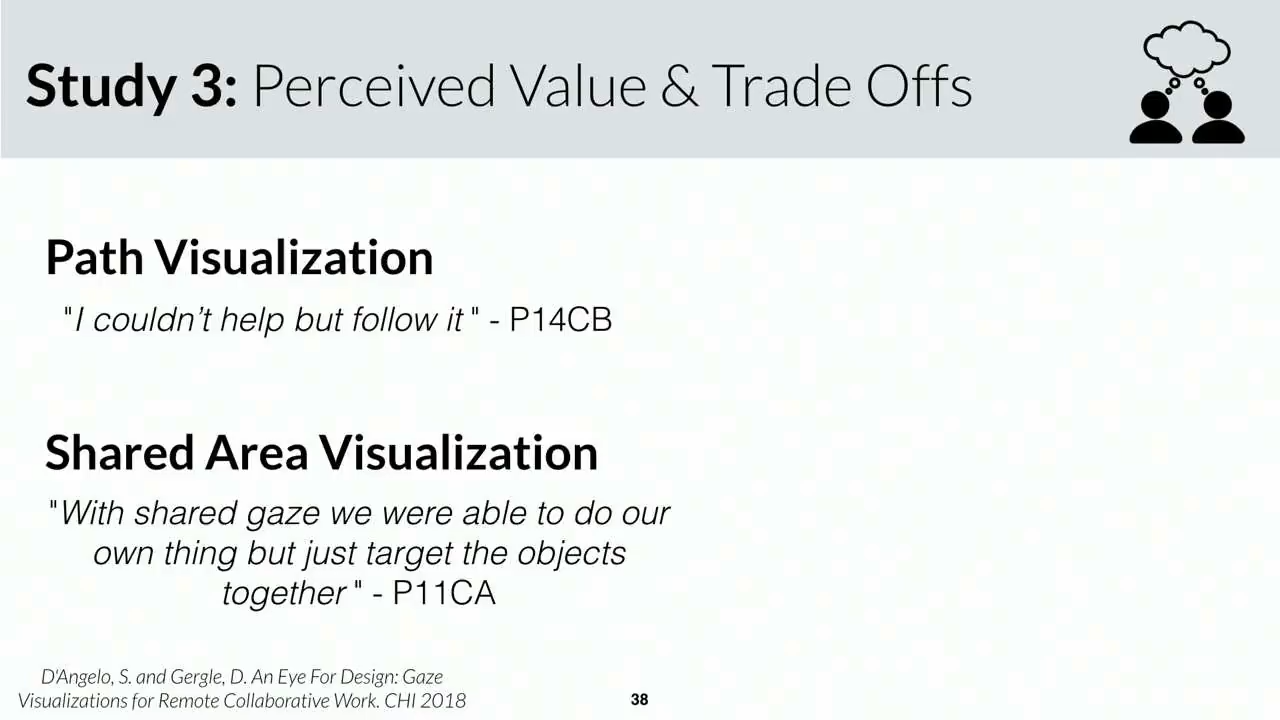 Study 3: Perceived Value & Trade Offs
Path Visualization
"I couldn’t help but follow it " - P14CB
Shared Area Visualization
"With shared gaze we were able to do our
own thing but just target the objects
together " - P11CA
D'Angelo, S. and Gergle, D. An Eye For Design: Gaze
Visualizations for Remote Collaborative Work. CHI 2018
38